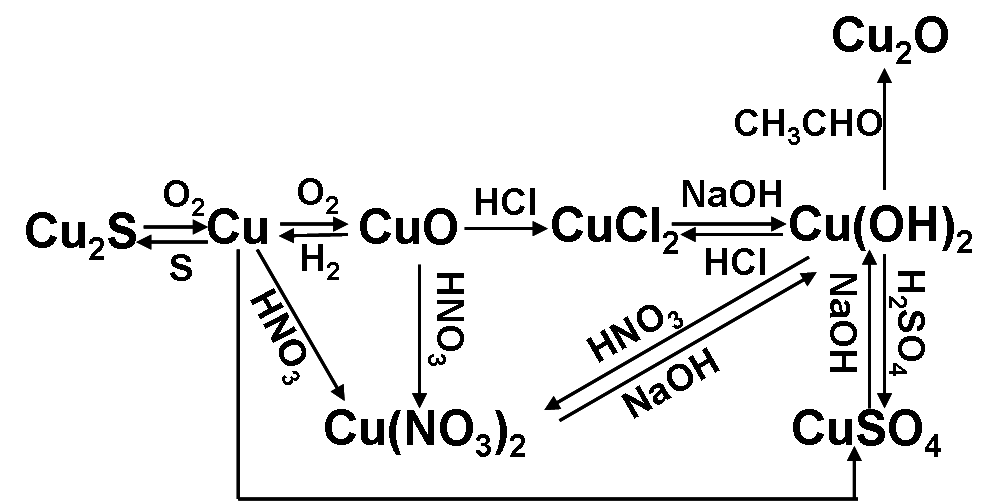 Cu₂O
CH₃CHO
O₂ O₂ HCl NaOH
Cu₂S Cu CuO CuCl₂ Cu(OH)₂
S H₂ HCl
HNO₃ HNO₃ HNO₃ NaOH NaOH H₂SO₄
Cu(NO₃)₂ CuSO₄